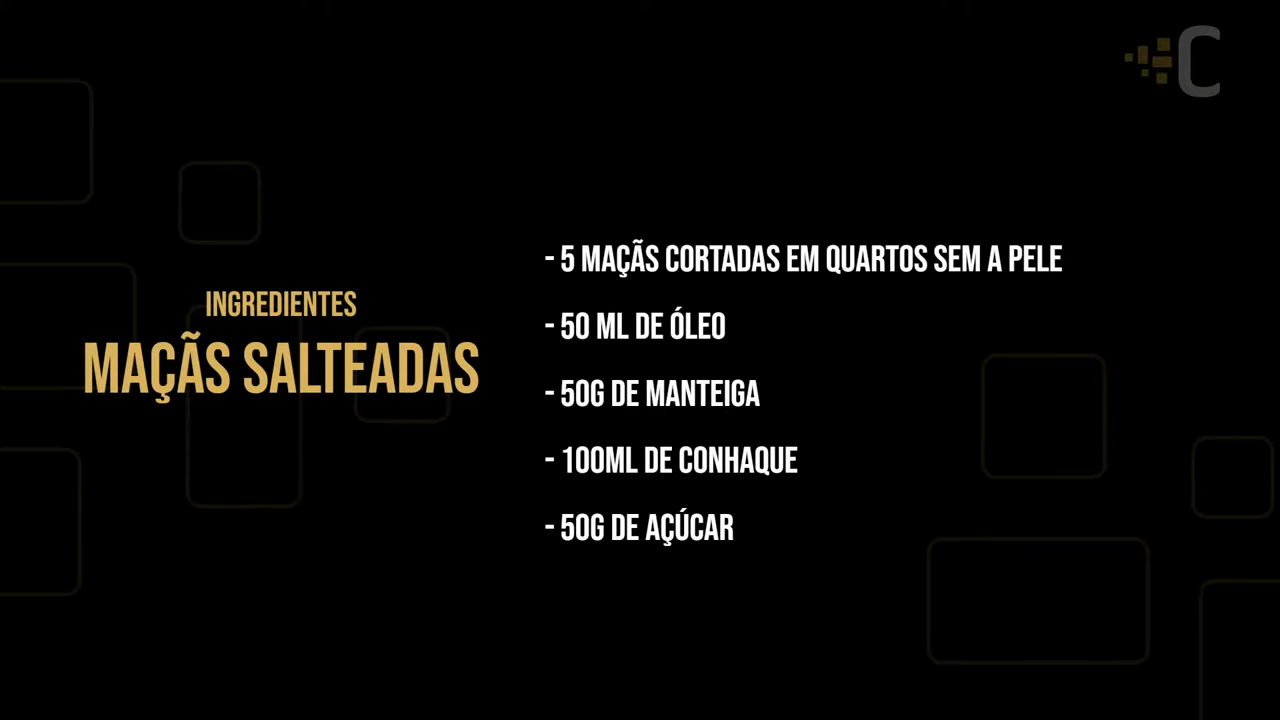 INGREDIENTES
MAÇÃS SALTEADAS
- 5 MAÇÃS CORTADAS EM QUARTOS SEM A PELE
- 50 ML DE ÓLEO
- 50G DE MANTEIGA
- 100ML DE CONHAQUE
- 50G DE AÇÚCAR
C